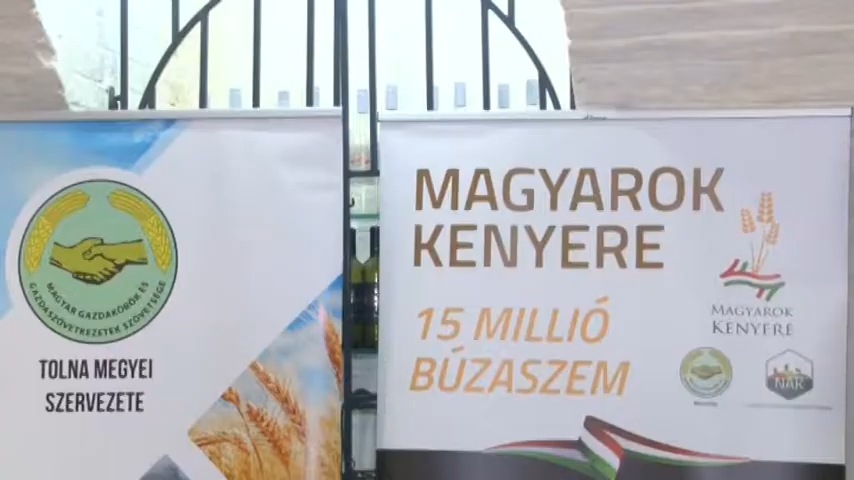 MAGYAR GAZDAKÖRÖK ÉS
GAZDASZÖVETKEZETEK SZÖVETSÉGE
TOLNA MEGYEI
SZERVEZETE
MAGYAROK
KENYERE
15 MILLIÓ
BÚZASZEM
MAGYAROK
KENYERE
NAK